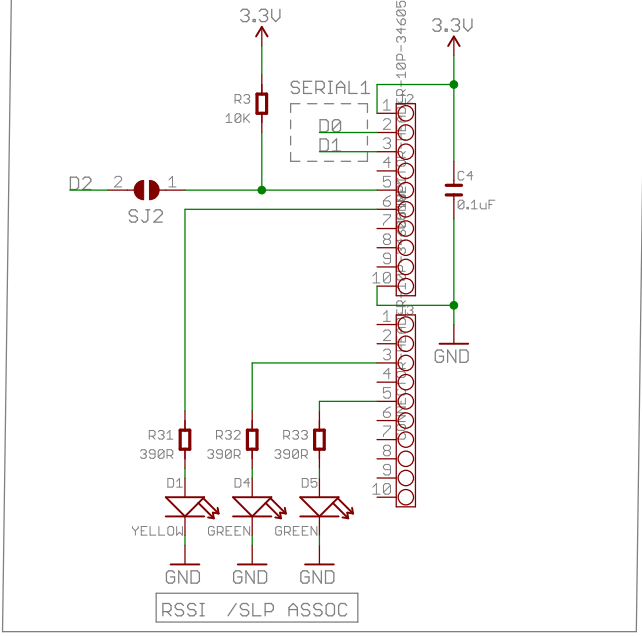 3.3V
3.3V
R3
10K
SERIAL1
D0
D1
1
2
3
4
5
6
7
8
9
10
D2
2
1
SJ2
C4
0.1uF
GND
1
2
3
4
5
6
7
8
9
10
R31
390R
R32
390R
R33
390R
D1
YELLOW
D4
GREEN
D5
GREEN
GND
GND
GND
RSSI /SLP ASSOC